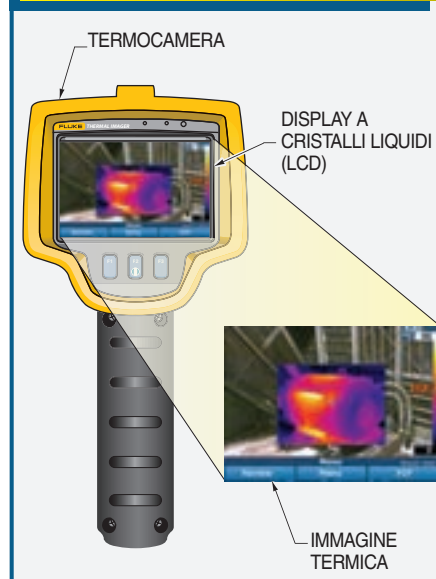 TERMOCAMERA
FLUKE THERMAL IMAGER
DISPLAY A
CRISTALLI LIQUIDI
(LCD)
IMMAGINE
TERMICA